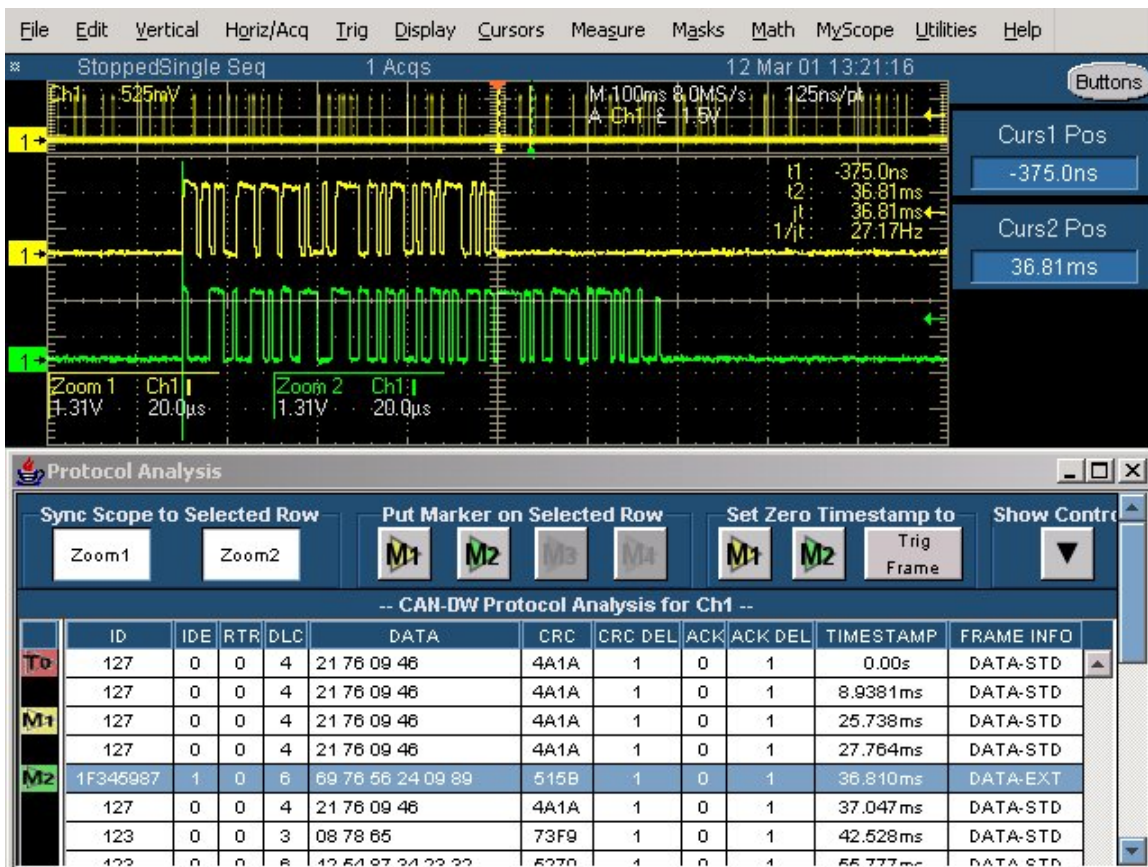 File Edit Vertical Horiz/Acq Trig Display Cursors Measure Masks Math MyScope Utilities Help
StoppedSingle Seq 1 Acqs 12 Mar 01 13:21:16
Buttons
Ch1: 525mV M 100ms 8.0MS/s 125ns/pt
A Ch1 1.5V
1
Curs1 Pos
-375.0ns
Curs2 Pos
36.81ms
t1: -375.0ns
t2: 36.81ms
36.81ms
27.17Hz
1
1
Zoom 1 Ch1 Zoom 2 Ch1
1.31V 20.0µs 1.31V 20.0µs
Protocol Analysis
Sync Scope to Selected Row Put Marker on Selected Row Set Zero Timestamp to Show Contro
Zoom1 Zoom2 M1 M2 M3 M4 M1 M2 Trig
Frame
-- CAN-DW Protocol Analysis for Ch1 --
ID IDE RTR DLC DATA CRC CRC DEL ACK ACK DEL TIMESTAMP FRAME INFO
To 127 0 0 4 21 76 09 46 4A1A 1 0 1 0.00s DATA-STD
127 0 0 4 21 76 09 46 4A1A 1 0 1 8.9381ms DATA-STD
M1 127 0 0 4 21 76 09 46 4A1A 1 0 1 25.738ms DATA-STD
127 0 0 4 21 76 09 46 4A1A 1 0 1 27.764ms DATA-STD
M2 1F345987 1 0 6 69 76 56 24 09 89 515B 1 0 1 36.810ms DATA-EXT
127 0 0 4 21 76 09 46 4A1A 1 0 1 37.047ms DATA-STD
123 0 0 3 08 78 65 73F9 1 0 1 42.528ms DATA-STD